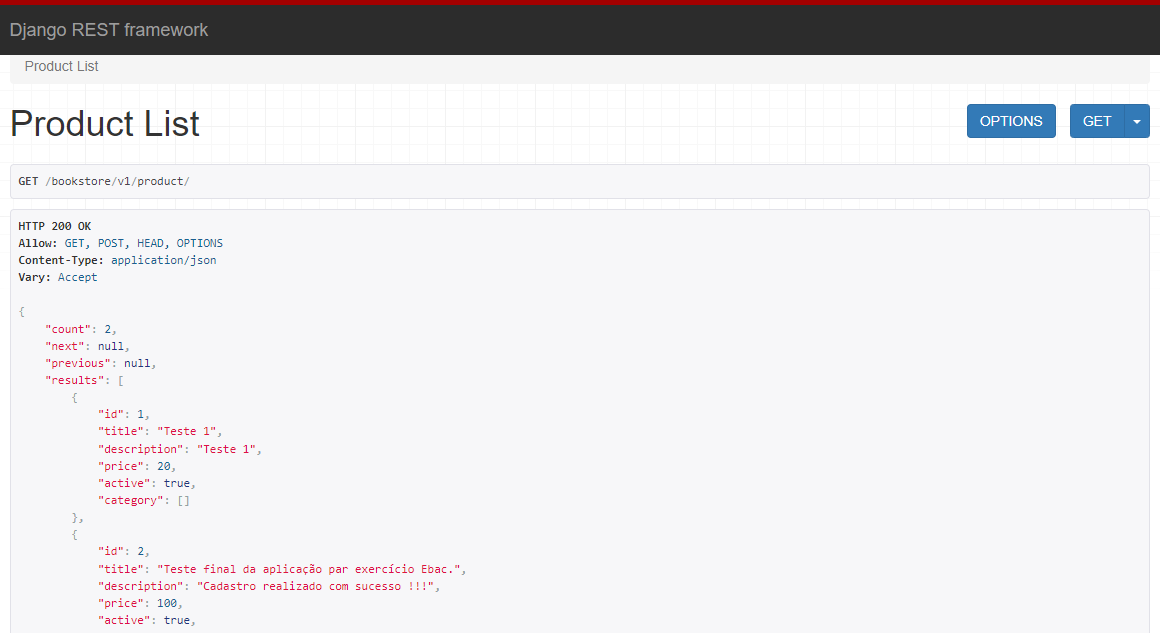 Django REST framework
Product List
Product List
OPTIONS
GET
GET /bookstore/v1/product/
HTTP 200 OK
Allow: GET, POST, HEAD, OPTIONS
Content-Type: application/json
Vary: Accept
{
    "count": 2,
    "next": null,
    "previous": null,
    "results": [
        {
            "id": 1,
            "title": "Teste 1",
            "description": "Teste 1",
            "price": 20,
            "active": true,
            "category": []
        },
        {
            "id": 2,
            "title": "Teste final da aplicação par exercício Ebac.",
            "description": "Cadastro realizado com sucesso !!!",
            "price": 100,
            "active": true,